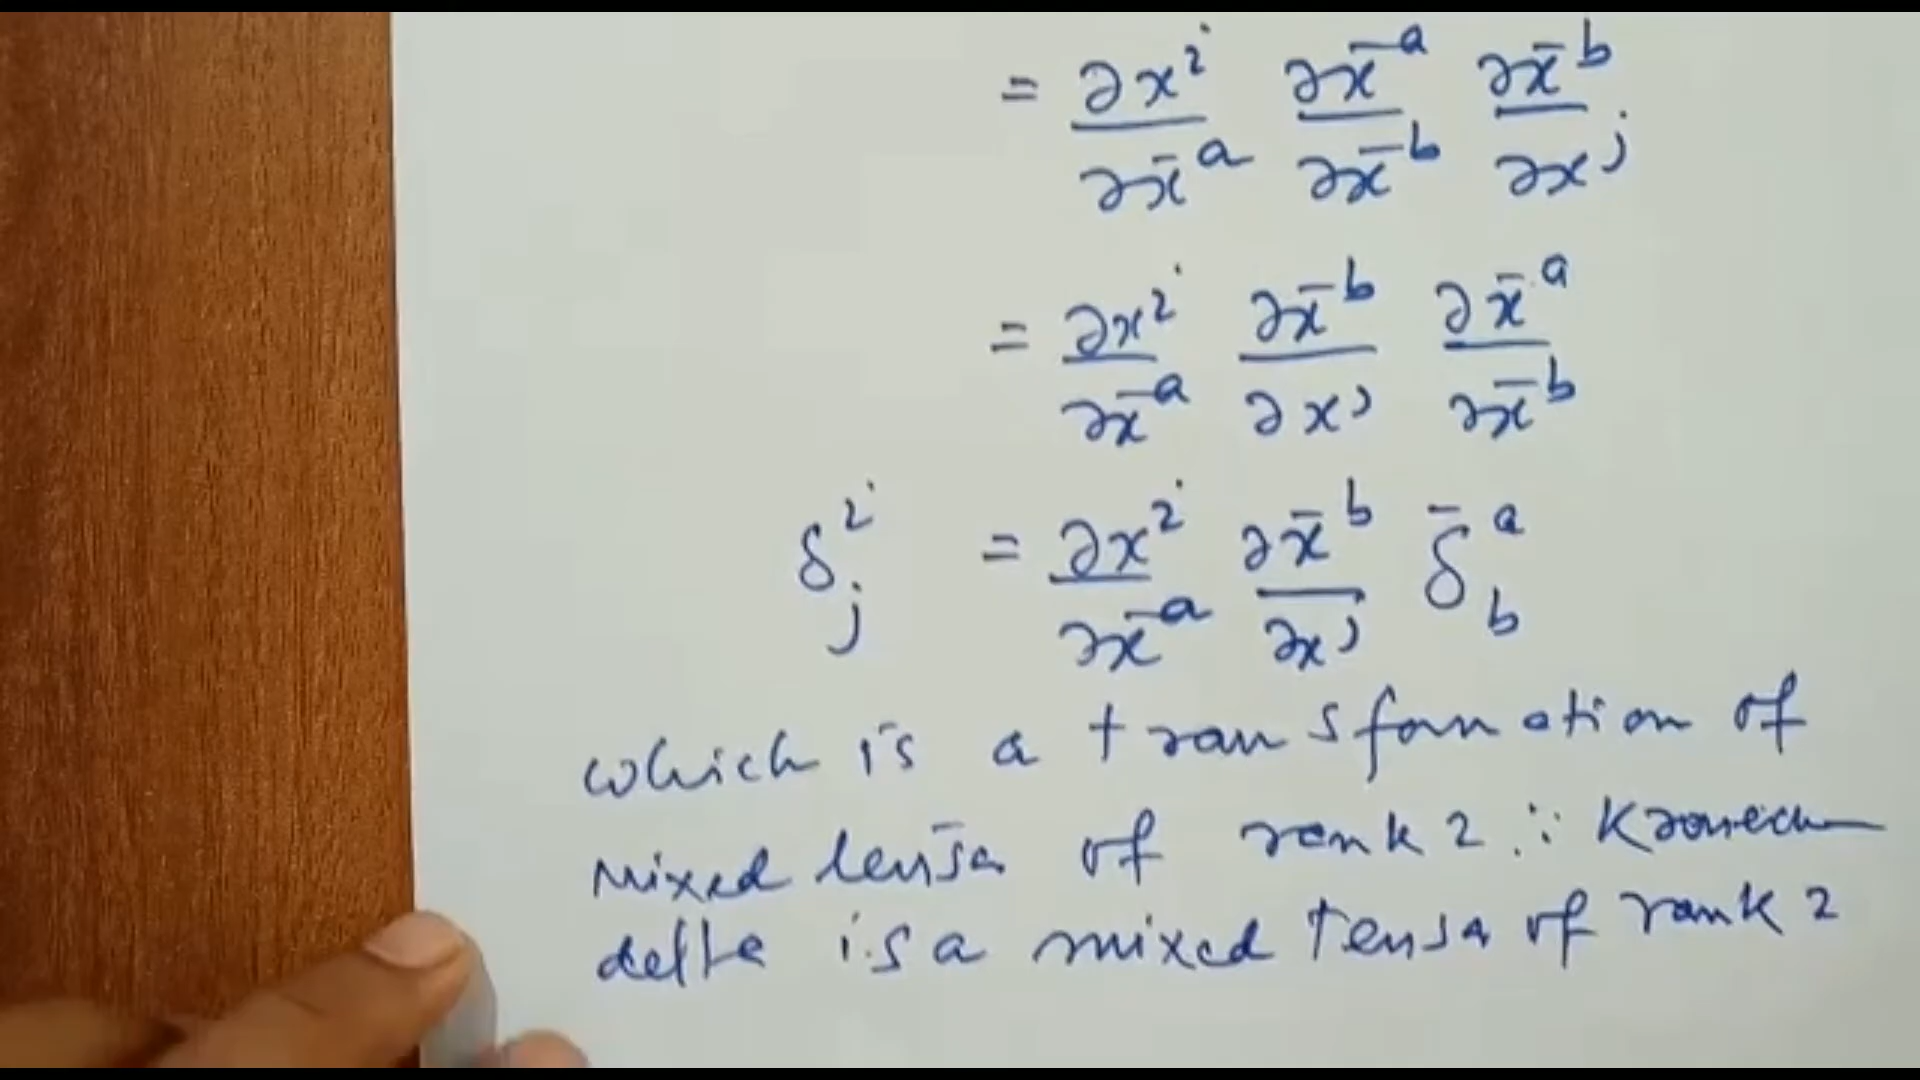 = ∂x^i/∂x̄^a ∂x̄^a/∂x̄^b ∂x̄^b/∂x^j
= ∂x^i/∂x̄^a ∂x̄^b/∂x^j ∂x̄^a/∂x̄^b
δ^i_j = ∂x^i/∂x̄^a ∂x̄^b/∂x^j δ̄^a_b
which is a transformation of
mixed tensor of rank 2 ∴ Kronecker
delta is a mixed tensor of rank 2